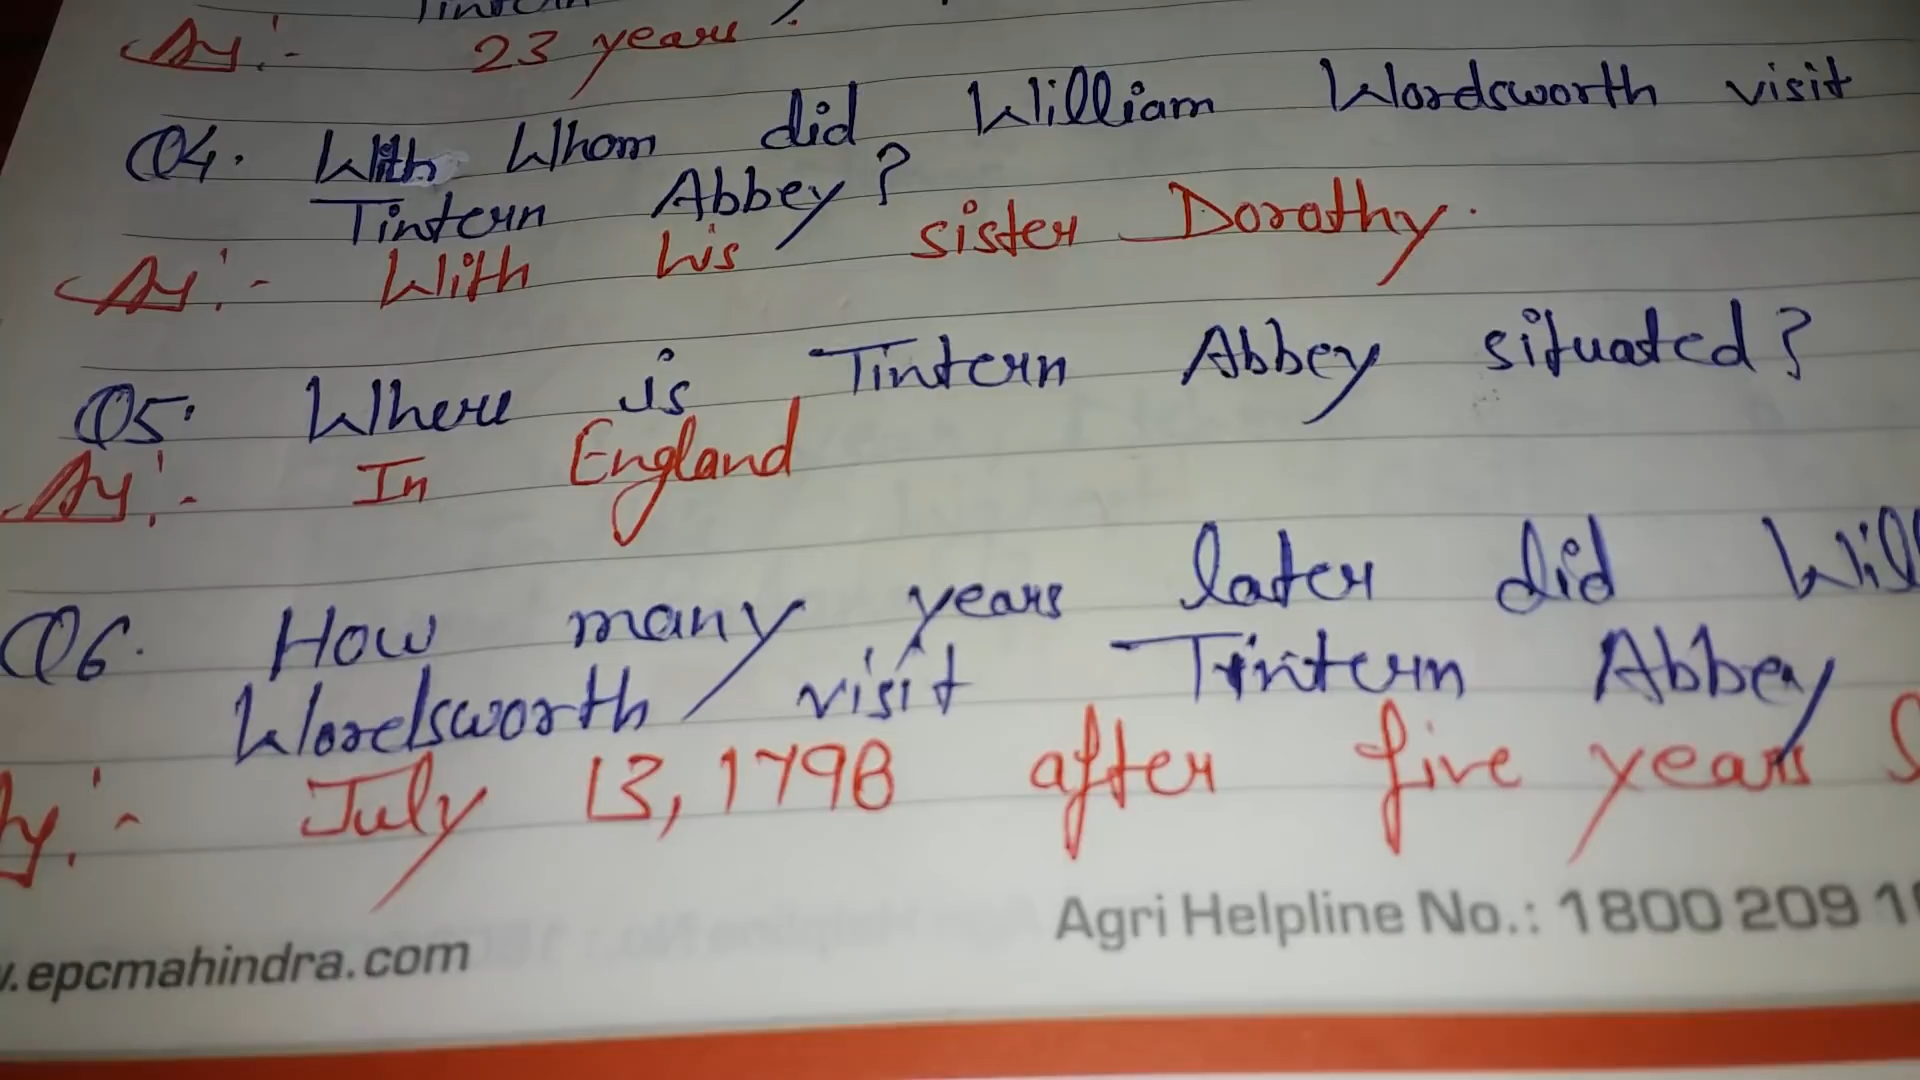 Tintern
Ans:- 23 years.
Q4. With Whom did William Wordsworth visit
Tintern Abbey?
Ans:- With his sister Dorothy.
Q5. Where is Tintern Abbey situated?
Ans:- In England
Q6. How many years later did Will
Wordsworth visit Tintern Abbey
Ans:- July 13, 1798 after five years
Agri Helpline No.: 1800 209 1
.epcmahindra.com